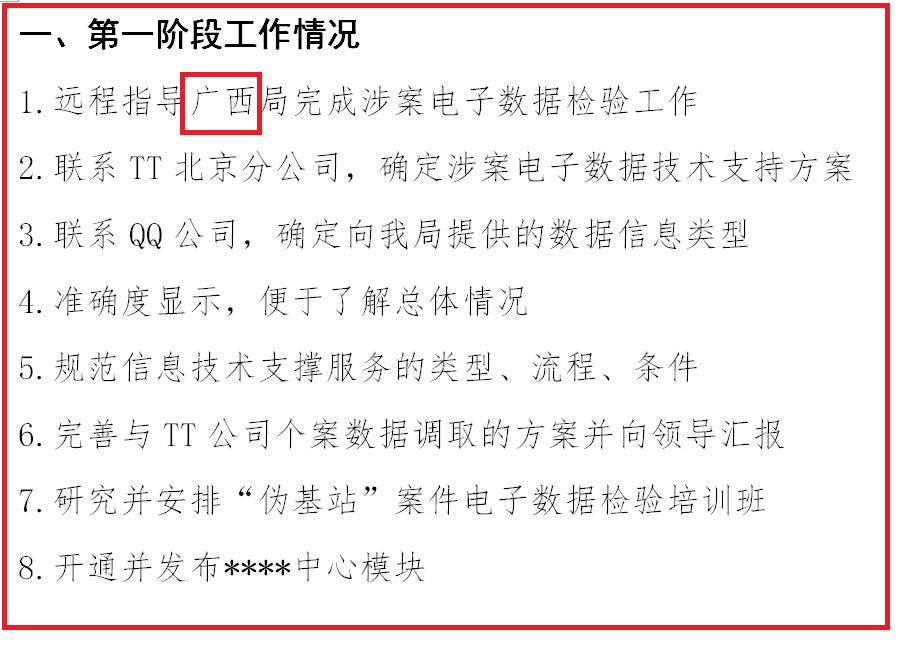 一、第一阶段工作情况
1.远程指导广西局完成涉案电子数据检验工作
2.联系 TT 北京分公司，确定涉案电子数据技术支持方案
3.联系 QQ 公司，确定向我局提供的数据信息类型
4.准确度显示，便于了解总体情况
5.规范信息技术支撑服务的类型、流程、条件
6.完善与 TT 公司个案数据调取的方案并向领导汇报
7.研究并安排“伪基站”案件电子数据检验培训班
8.开通并发布****中心模块